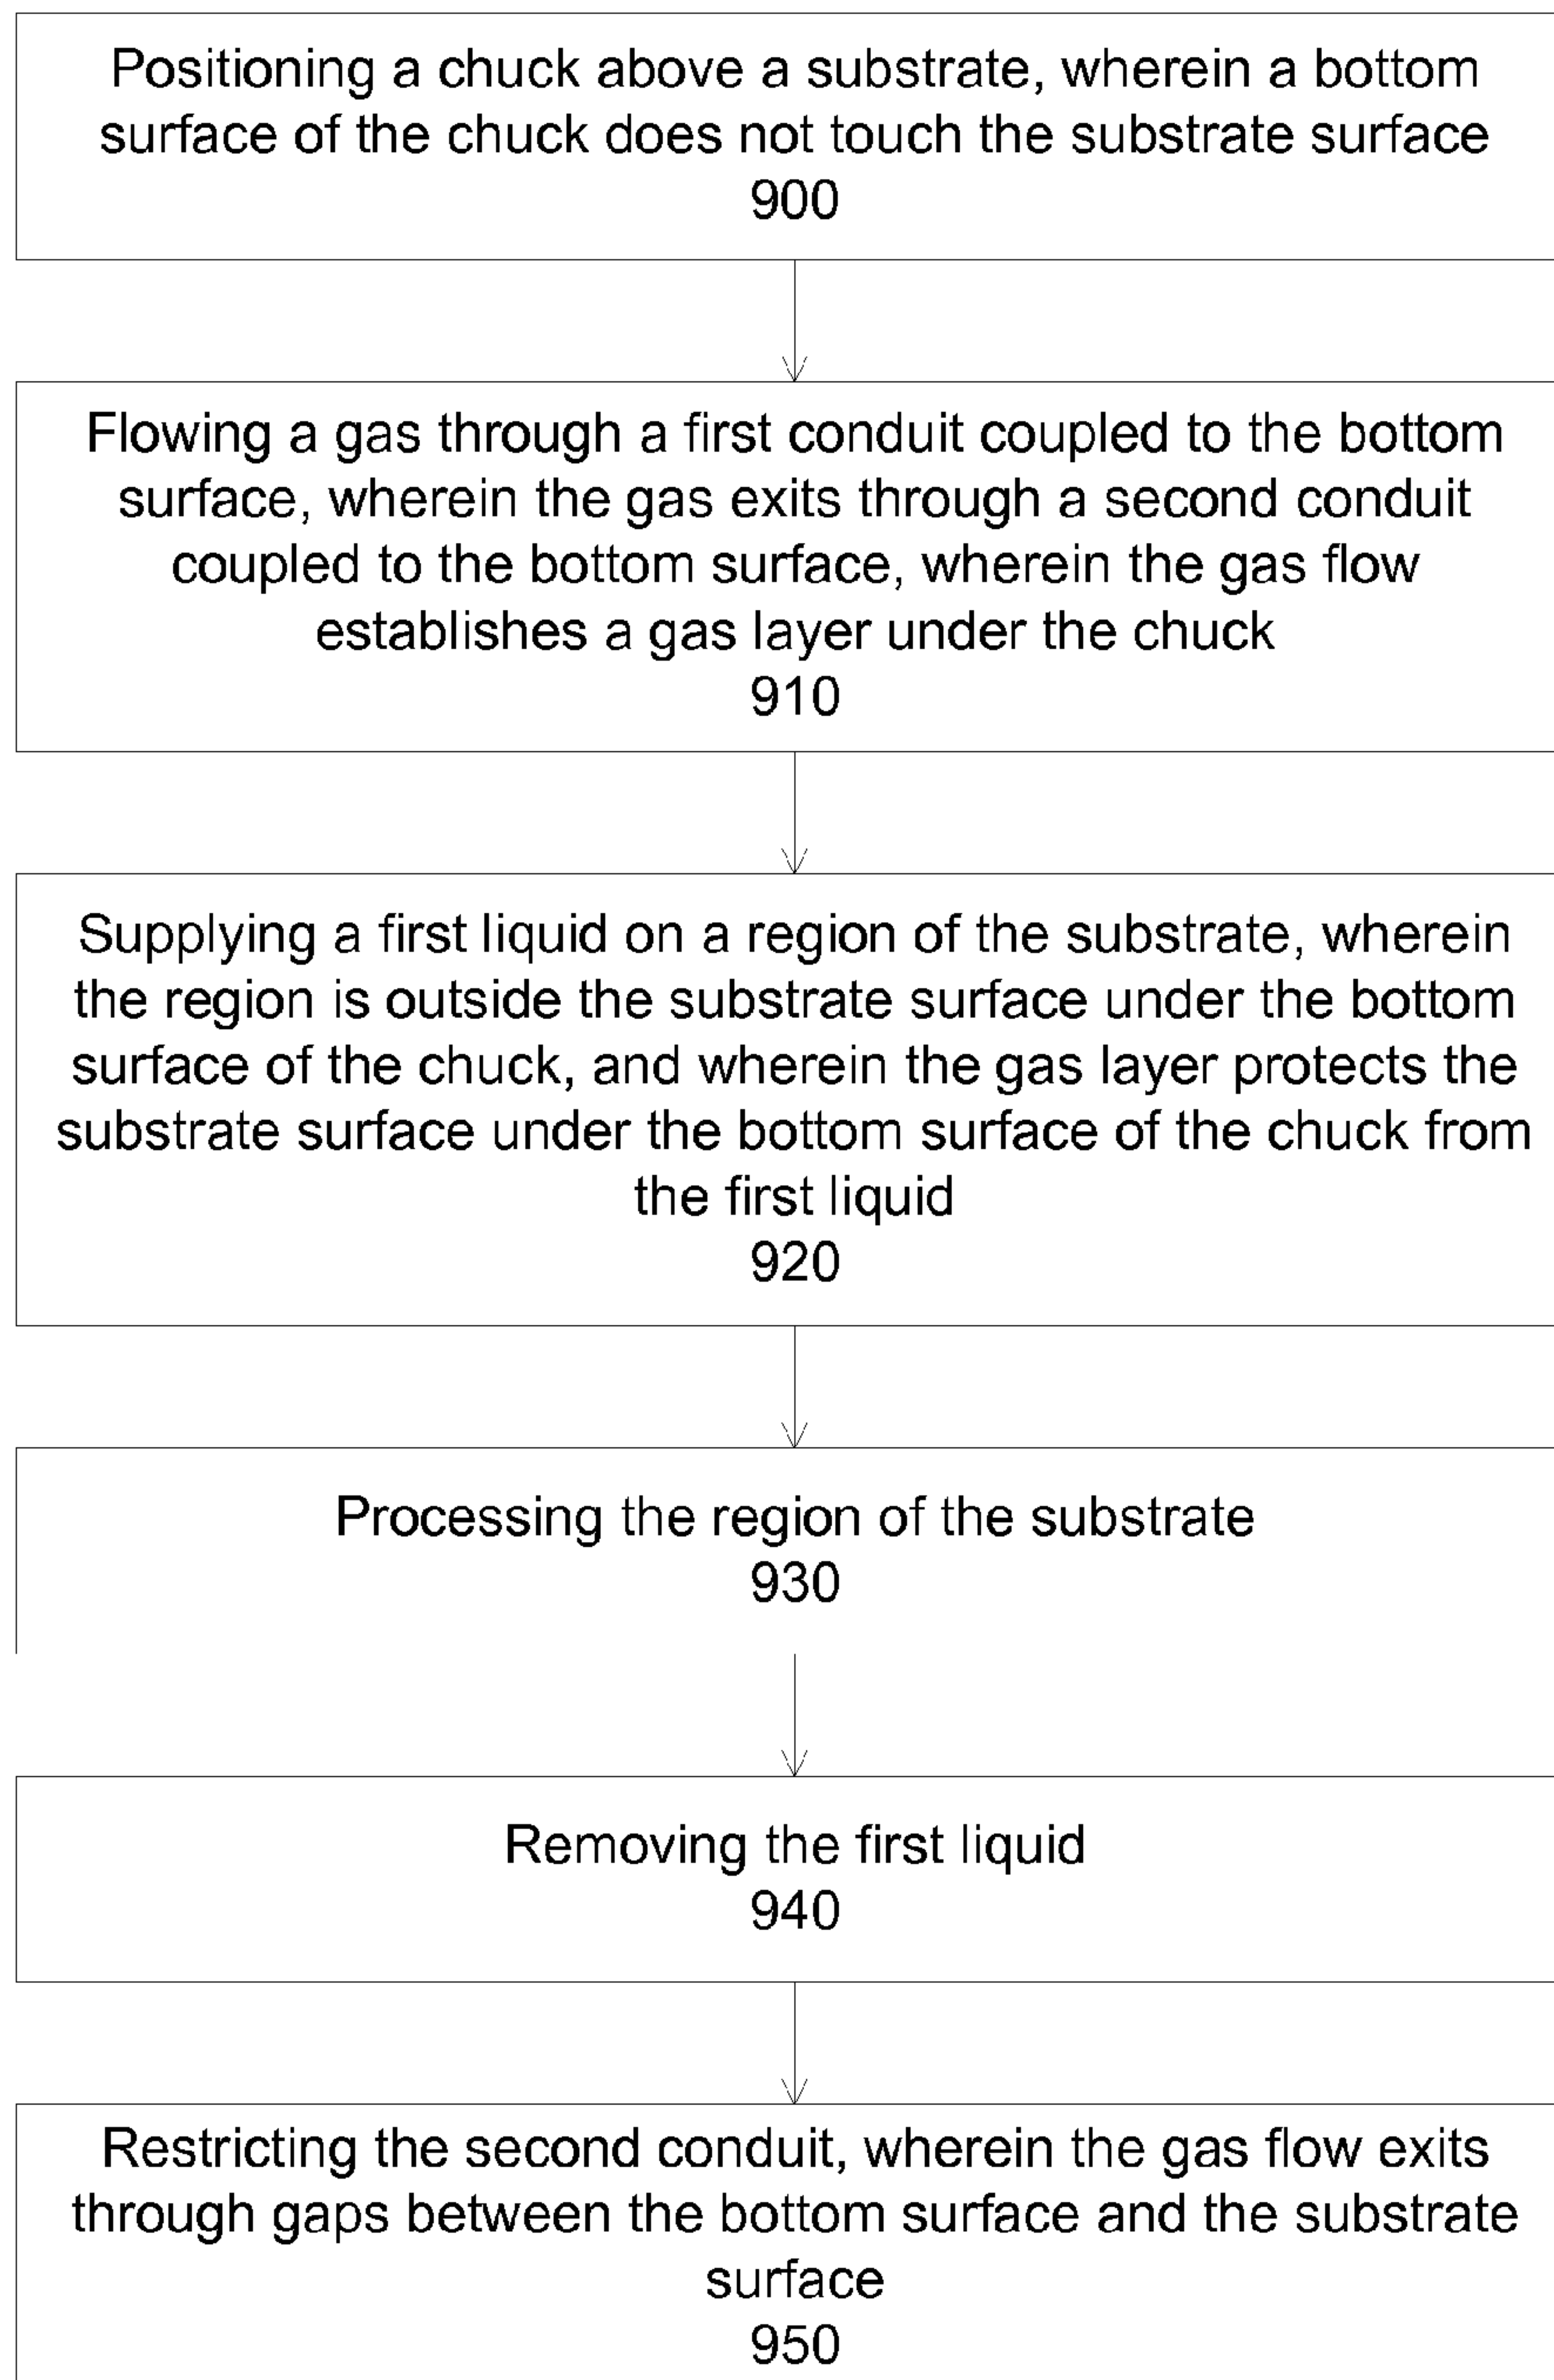 Positioning a chuck above a substrate, wherein a bottom
surface of the chuck does not touch the substrate surface
900
Flowing a gas through a first conduit coupled to the bottom
surface, wherein the gas exits through a second conduit
coupled to the bottom surface, wherein the gas flow
establishes a gas layer under the chuck
910
Supplying a first liquid on a region of the substrate, wherein
the region is outside the substrate surface under the bottom
surface of the chuck, and wherein the gas layer protects the
substrate surface under the bottom surface of the chuck from
the first liquid
920
Processing the region of the substrate
930
Removing the first liquid
940
Restricting the second conduit, wherein the gas flow exits
through gaps between the bottom surface and the substrate
surface
950